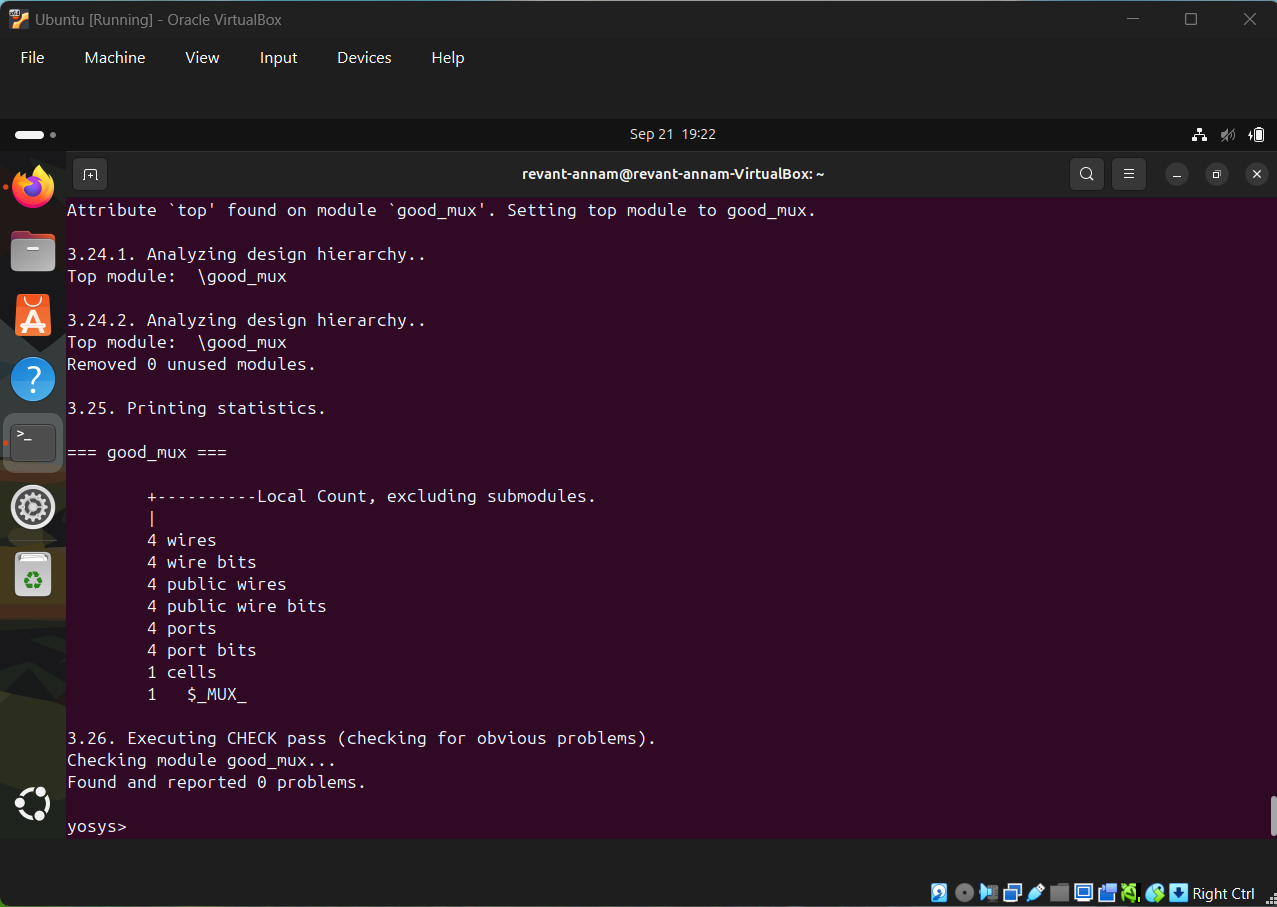 Ubuntu [Running] - Oracle VirtualBox
File Machine View Input Devices Help
Sep 21 19:22
revant-annam@revant-annam-VirtualBox: ~
Attribute `top' found on module `good_mux'. Setting top module to good_mux.
3.24.1. Analyzing design hierarchy..
Top module:  \good_mux
3.24.2. Analyzing design hierarchy..
Top module:  \good_mux
Removed 0 unused modules.
3.25. Printing statistics.
=== good_mux ===
+----------Local Count, excluding submodules.
|
4 wires
4 wire bits
4 public wires
4 public wire bits
4 ports
4 port bits
1 cells
1   $_MUX_
3.26. Executing CHECK pass (checking for obvious problems).
Checking module good_mux...
Found and reported 0 problems.
yosys>
Right Ctrl